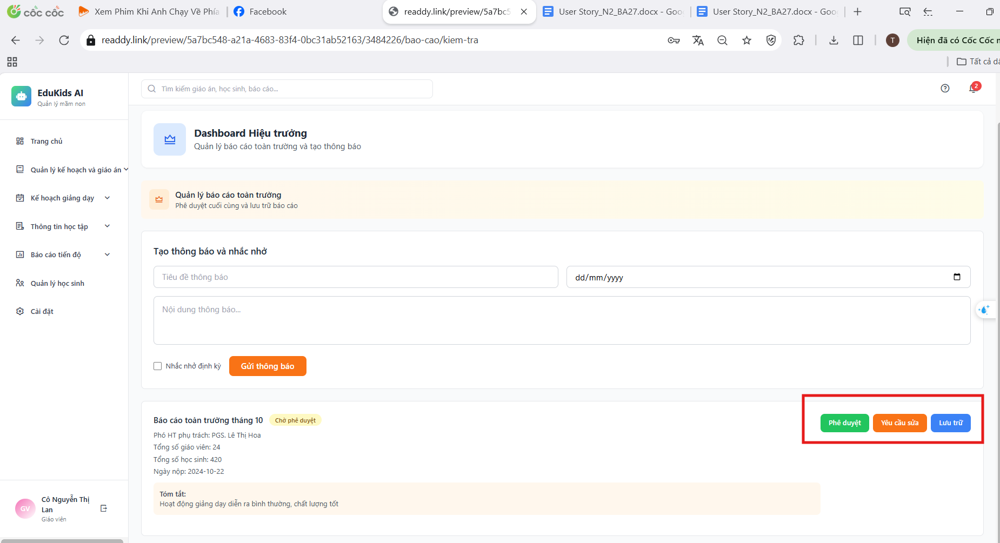 cốc cốc
Xem Phim Khi Anh Chạy Về Phía
Facebook
readdy.link/preview/5a7bc5
User Story_N2_BA27.docx - Goo
User Story_N2_BA27.docx - Goo
readdy.link/preview/5a7bc548-a21a-4683-83f4-0bc31ab52163/3484226/bao-cao/kiem-tra
T
Hiện đã có Cốc Cốc
Tất cả
EduKids AI
Quản lý mầm non
Tìm kiếm giáo án, học sinh, báo cáo...
2
Trang chủ
Quản lý kế hoạch và giáo án
Kế hoạch giảng dạy
Thông tin học tập
Báo cáo tiến độ
Quản lý học sinh
Cài đặt
GV
Cô Nguyễn Thị
Lan
Giáo viên
Dashboard Hiệu trưởng
Quản lý báo cáo toàn trường và tạo thông báo
Quản lý báo cáo toàn trường
Phê duyệt cuối cùng và lưu trữ báo cáo
Tạo thông báo và nhắc nhở
Tiêu đề thông báo
dd/mm/yyyy
Nội dung thông báo...
Nhắc nhở định kỳ
Gửi thông báo
Báo cáo toàn trường tháng 10
Chờ phê duyệt
Phê duyệt
Yêu cầu sửa
Lưu trữ
Phó HT phụ trách: PGS. Lê Thị Hoa
Tổng số giáo viên: 24
Tổng số học sinh: 420
Ngày nộp: 2024-10-22
Tóm tắt:
Hoạt động giảng dạy diễn ra bình thường, chất lượng tốt